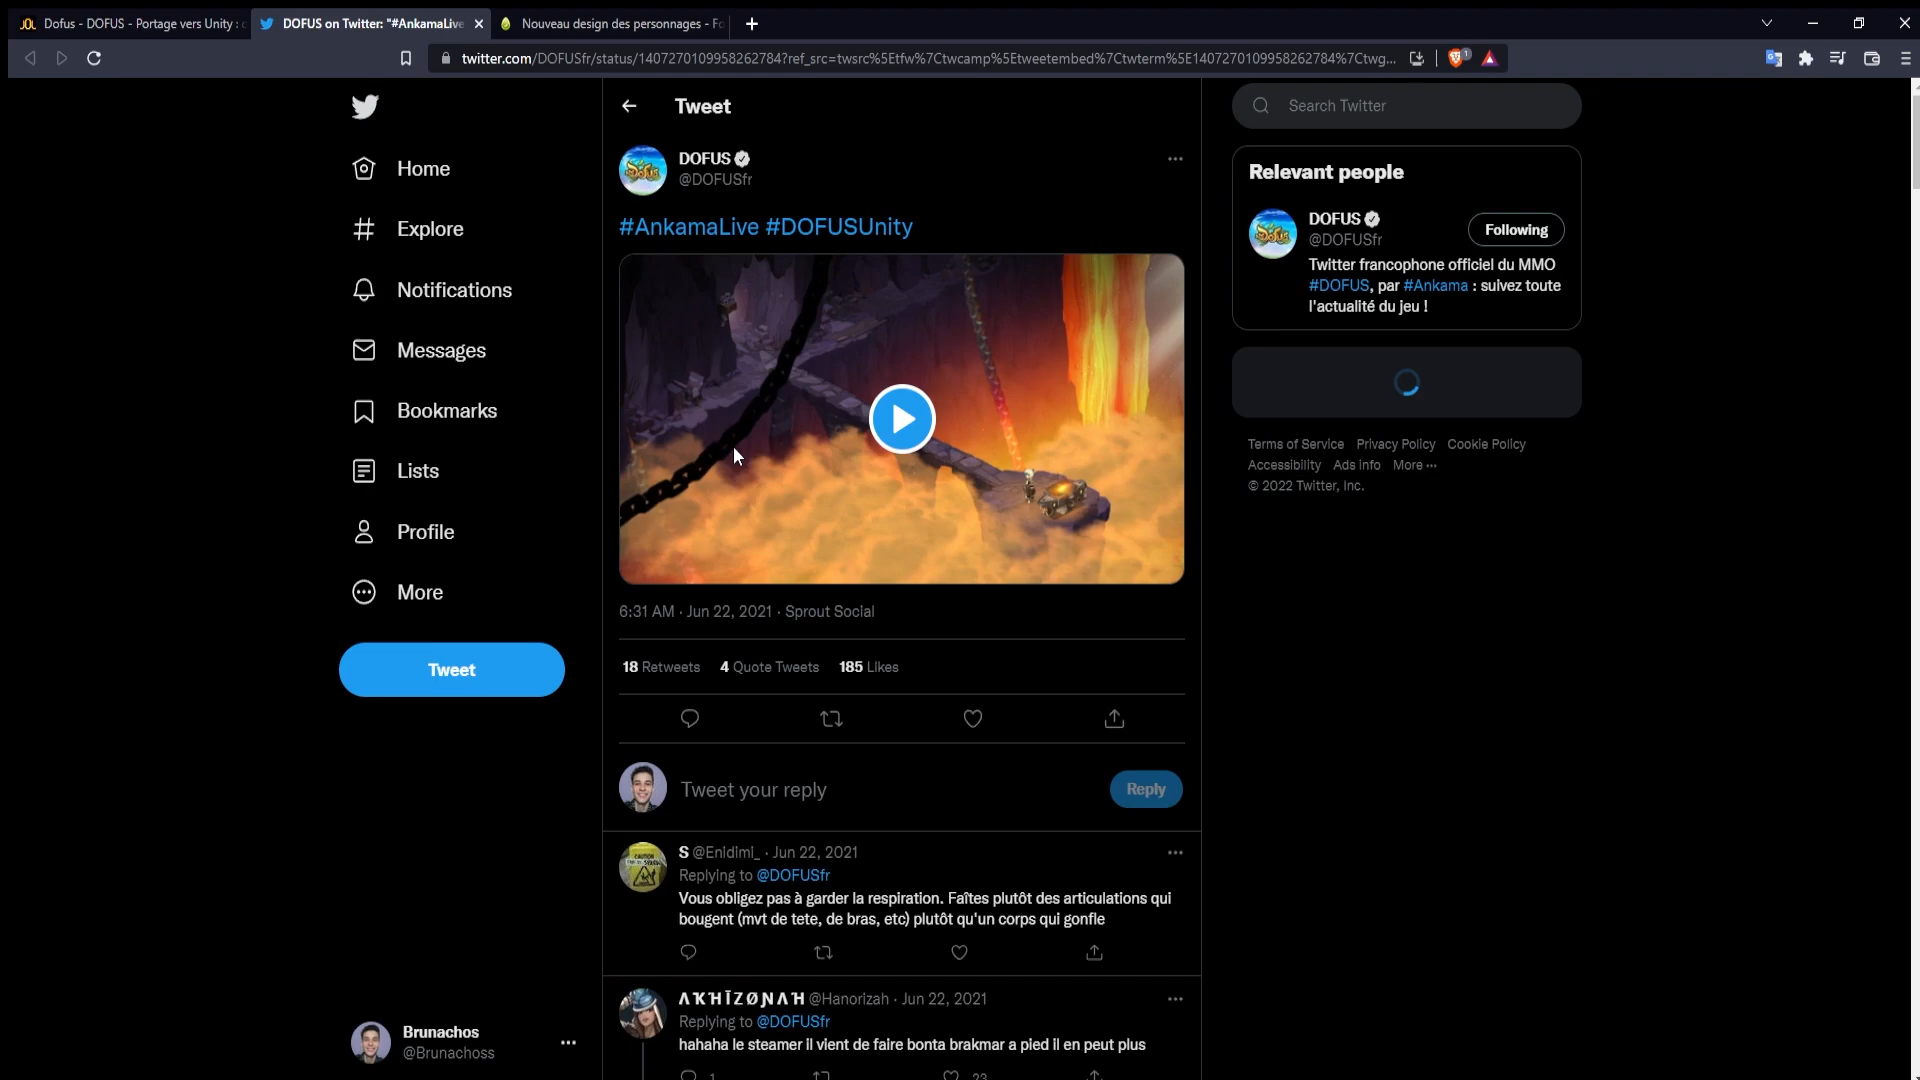 Dofus - DOFUS - Portage vers Unity :
DOFUS on Twitter: "#AnkamaLive
Nouveau design des personnages - Fo
twitter.com/DOFUSfr/status/1407270109958262784?ref_src=twsrc%5Etfw%7Ctwcamp%5Etweetembed%7Ctwterm%5E1407270109958262784%7Ctwg...
1
Home
Explore
Notifications
Messages
Bookmarks
Lists
Profile
More
Tweet
Brunachos
@Brunachoss
Tweet
DOFUS
@DOFUSfr
#AnkamaLive #DOFUSUnity
6:31 AM · Jun 22, 2021 · Sprout Social
18 Retweets 4 Quote Tweets 185 Likes
Tweet your reply
Reply
S @Enidimi_ · Jun 22, 2021
Replying to @DOFUSfr
Vous obligez pas à garder la respiration. Faîtes plutôt des articulations qui
bougent (mvt de tete, de bras, etc) plutôt qu'un corps qui gonfle
@Hanorizah · Jun 22, 2021
Replying to @DOFUSfr
hahaha le steamer il vient de faire bonta brakmar a pied il en peut plus
1 23
Search Twitter
Relevant people
DOFUS
@DOFUSfr
Following
Twitter francophone officiel du MMO
#DOFUS, par #Ankama : suivez toute
l'actualité du jeu !
Terms of Service Privacy Policy Cookie Policy
Accessibility Ads info More ···
© 2022 Twitter, Inc.